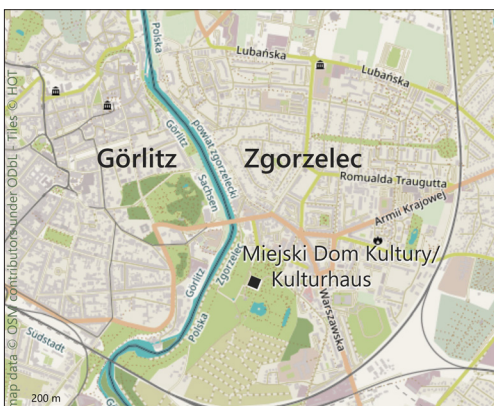 Polska
Lubańska
Lubańska
Görlitz
powiat zgorzelecki
Görlitz
Zgorzelec
Sachsen
Romualda Traugutta
Armii Krajowej
Miejski Dom Kultury/
Kulturhaus
Zgorzelec
Görlitz
Warszawska
Polska
Südstadt
200 m
map data © OSM contributors under ODbL - Tiles © HOT